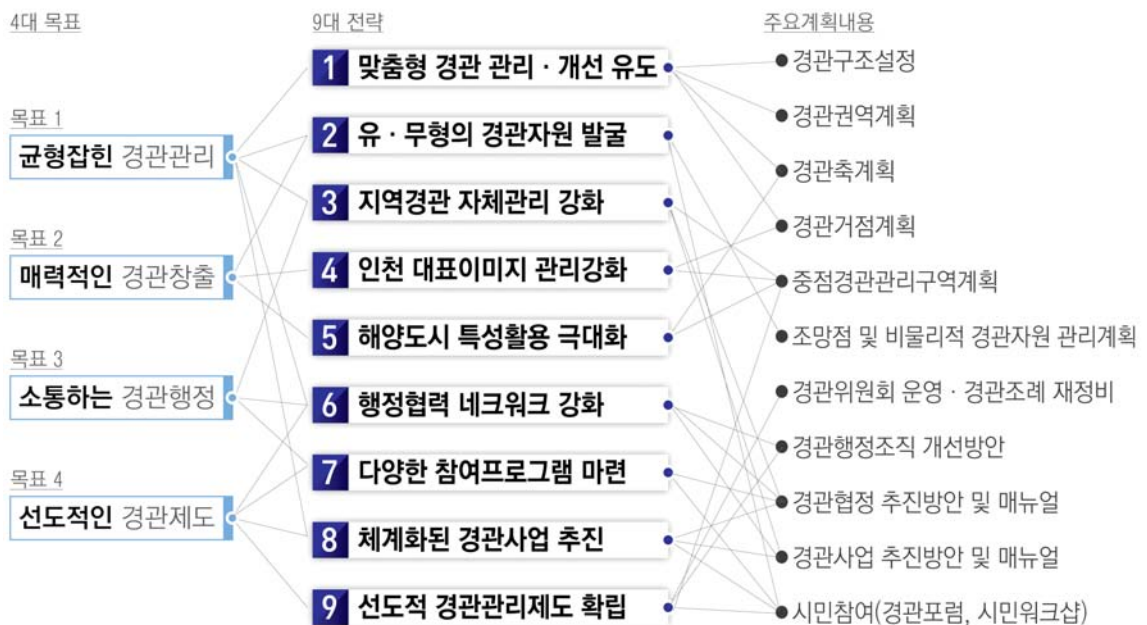 4대 목표
9대 전략
주요계획내용
목표 1
균형잡힌 경관관리
목표 2
매력적인 경관창출
목표 3
소통하는 경관행정
목표 4
선도적인 경관제도
1 맞춤형 경관 관리 · 개선 유도
2 유 · 무형의 경관자원 발굴
3 지역경관 자체관리 강화
4 인천 대표이미지 관리강화
5 해양도시 특성활용 극대화
6 행정협력 네크워크 강화
7 다양한 참여프로그램 마련
8 체계화된 경관사업 추진
9 선도적 경관관리제도 확립
●경관구조설정
●경관권역계획
●경관축계획
●경관거점계획
●중점경관관리구역계획
●조망점 및 비물리적 경관자원 관리계획
●경관위원회 운영 · 경관조례 재정비
●경관행정조직 개선방안
●경관협정 추진방안 및 매뉴얼
●경관사업 추진방안 및 매뉴얼
●시민참여(경관포럼, 시민워크샵)